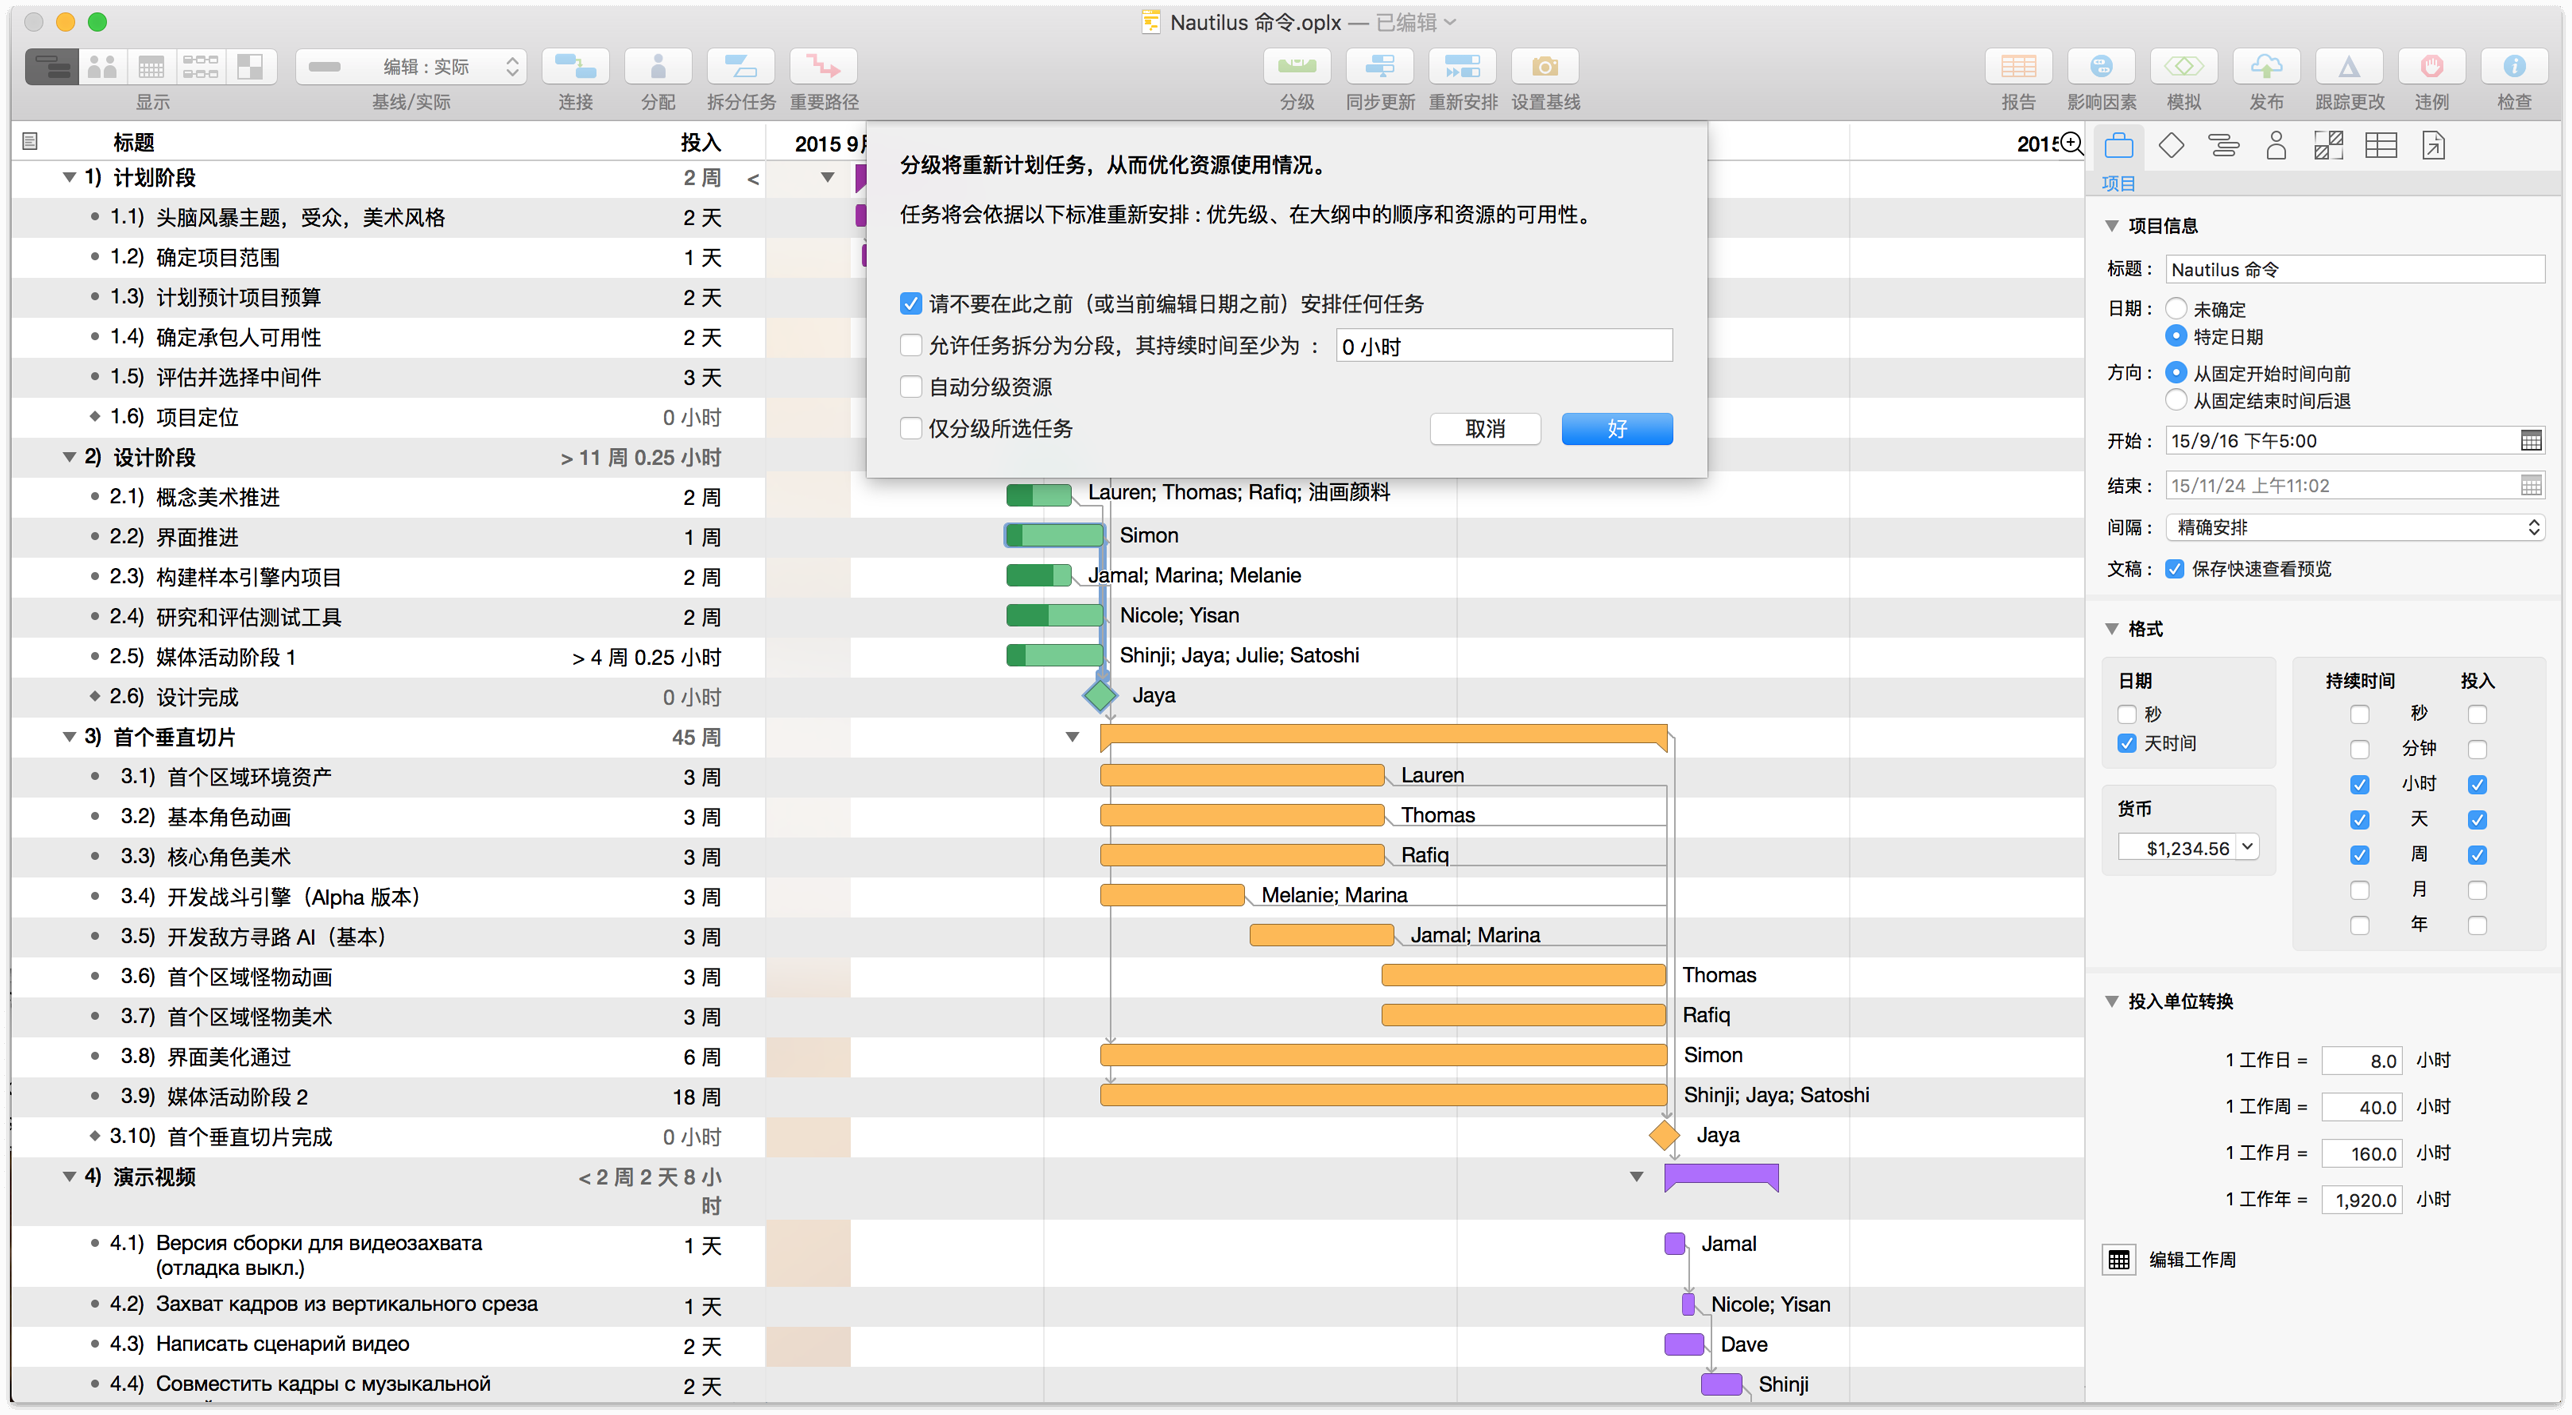 Nautilus 命令.oplx — 已编辑
编辑：实际
显示
基线/实际
连接
分配
拆分任务
重要路径
分级
同步更新
重新安排
设置基线
报告
影响因素
模拟
发布
跟踪更改
违例
检查
标题
投入
2015 9月
2015
分级将重新计划任务，从而优化资源使用情况。
任务将会依据以下标准重新安排：优先级、在大纲中的顺序和资源的可用性。
请不要在此之前（或当前编辑日期之前）安排任何任务
允许任务拆分为分段，其持续时间至少为： 0 小时
自动分级资源
仅分级所选任务
取消
好
1) 计划阶段 2 周 <
1.1) 头脑风暴主题，受众，美术风格 2 天
1.2) 确定项目范围 1 天
1.3) 计划预计项目预算 2 天
1.4) 确定承包人可用性 2 天
1.5) 评估并选择中间件 3 天
1.6) 项目定位 0 小时
2) 设计阶段 > 11 周 0.25 小时
2.1) 概念美术推进 2 周 Lauren; Thomas; Rafiq; 油画颜料
2.2) 界面推进 1 周 Simon
2.3) 构建样本引擎内项目 2 周 Jamal; Marina; Melanie
2.4) 研究和评估测试工具 2 周 Nicole; Yisan
2.5) 媒体活动阶段 1 > 4 周 0.25 小时 Shinji; Jaya; Julie; Satoshi
2.6) 设计完成 0 小时 Jaya
3) 首个垂直切片 45 周
3.1) 首个区域环境资产 3 周 Lauren
3.2) 基本角色动画 3 周 Thomas
3.3) 核心角色美术 3 周 Rafiq
3.4) 开发战斗引擎（Alpha 版本） 3 周 Melanie; Marina
3.5) 开发敌方寻路 AI（基本） 3 周 Jamal; Marina
3.6) 首个区域怪物动画 3 周 Thomas
3.7) 首个区域怪物美术 3 周 Rafiq
3.8) 界面美化通过 6 周 Simon
3.9) 媒体活动阶段 2 18 周 Shinji; Jaya; Satoshi
3.10) 首个垂直切片完成 0 小时 Jaya
4) 演示视频 < 2 周 2 天 8 小
时
4.1) Версия сборки для видеозахвата 1 天 Jamal
(отладка выкл.)
4.2) Захват кадров из вертикального среза 1 天 Nicole; Yisan
4.3) Написать сценарий видео 2 天 Dave
4.4) Совместить кадры с музыкальной 2 天 Shinji
项目
项目信息
标题： Nautilus 命令
日期： 未确定
特定日期
方向： 从固定开始时间向前
从固定结束时间后退
开始： 15/9/16 下午5:00
结束： 15/11/24 上午11:02
间隔： 精确安排
文稿： 保存快速查看预览
格式
日期
秒
天时间
货币
$1,234.56
持续时间 投入
秒
分钟
小时
天
周
月
年
投入单位转换
1 工作日 = 8.0 小时
1 工作周 = 40.0 小时
1 工作月 = 160.0 小时
1 工作年 = 1,920.0 小时
编辑工作周